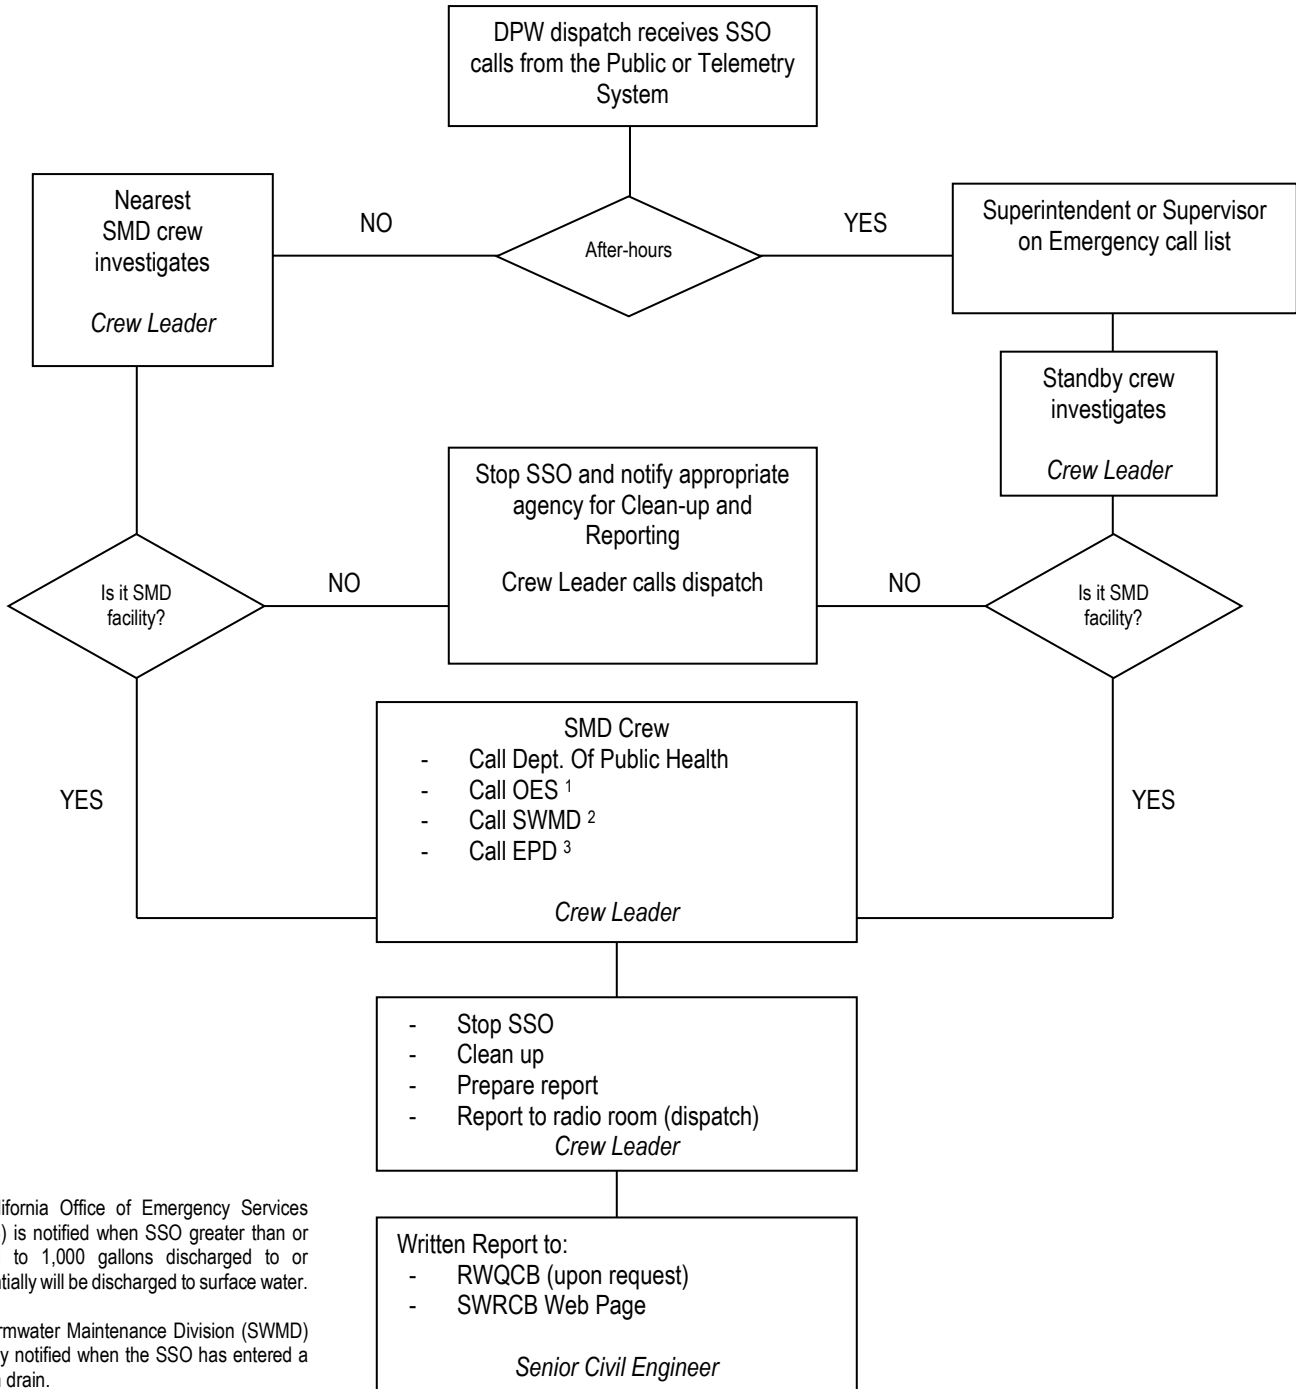 DPW dispatch receives SSO
calls from the Public or Telemetry
System
Nearest
SMD crew
investigates
Crew Leader
NO
After-hours
YES
Superintendent or Supervisor
on Emergency call list
Standby crew
investigates
Crew Leader
Stop SSO and notify appropriate
agency for Clean-up and
Reporting
Crew Leader calls dispatch
Is it SMD
facility?
NO
NO
Is it SMD
facility?
YES
SMD Crew
- Call Dept. Of Public Health
- Call OES 1
- Call SWMD 2
- Call EPD 3
Crew Leader
YES
- Stop SSO
- Clean up
- Prepare report
- Report to radio room (dispatch)
Crew Leader
Written Report to:
- RWQCB (upon request)
- SWRCB Web Page
Senior Civil Engineer
Office of Emergency Services
is notified when SSO greater than or
to 1,000 gallons discharged to or
will be discharged to surface water.
Maintenance Division (SWMD)
notified when the SSO has entered a
drain.